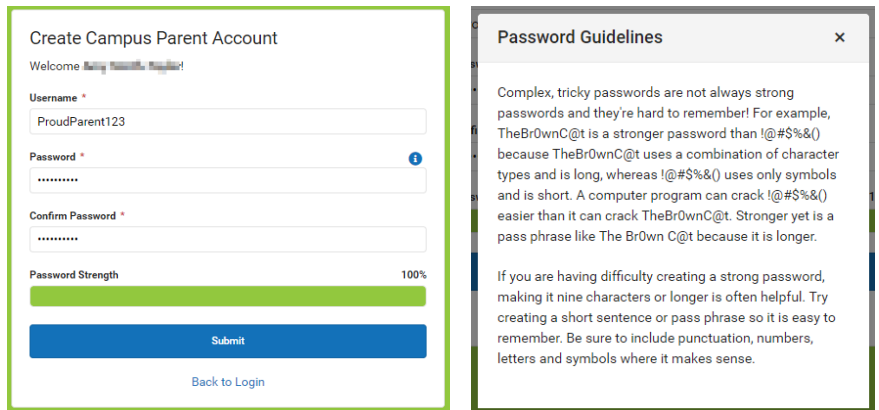 Create Campus Parent Account
Welcome !
Username *
ProudParent123
Password *
••••••••••
Confirm Password *
••••••••••
Password Strength 100%
Submit
Back to Login
Password Guidelines ×
Complex, tricky passwords are not always strong
passwords and they're hard to remember! For example,
TheBr0wnC@t is a stronger password than !@#$%&()
because TheBr0wnC@t uses a combination of character
types and is long, whereas !@#$%&() uses only symbols
and is short. A computer program can crack !@#$%&()
easier than it can crack TheBr0wnC@t. Stronger yet is a
pass phrase like The Br0wn C@t because it is longer.
If you are having difficulty creating a strong password,
making it nine characters or longer is often helpful. Try
creating a short sentence or pass phrase so it is easy to
remember. Be sure to include punctuation, numbers,
letters and symbols where it makes sense.